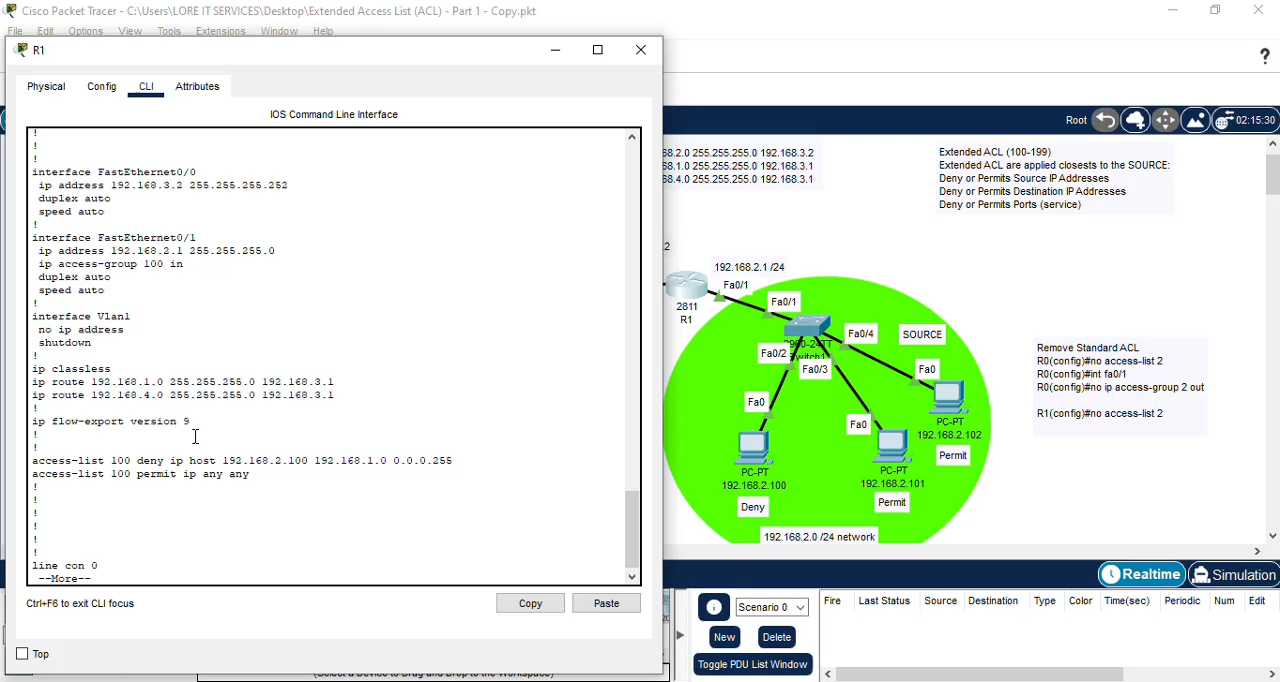 Cisco Packet Tracer - C:\Users\LORE IT SERVICES\Desktop\Extended Access List (ACL) - Part 1 - Copy.pkt
File Edit Options View Tools Extensions Window Help
R1
Physical Config CLI Attributes
IOS Command Line Interface
!
!
!
interface FastEthernet0/0
ip address 192.168.3.2 255.255.255.252
duplex auto
speed auto
!
interface FastEthernet0/1
ip address 192.168.2.1 255.255.255.0
ip access-group 100 in
duplex auto
speed auto
!
interface Vlan1
no ip address
shutdown
!
ip classless
ip route 192.168.1.0 255.255.255.0 192.168.3.1
ip route 192.168.4.0 255.255.255.0 192.168.3.1
!
ip flow-export version 9
!
!
access-list 100 deny ip host 192.168.2.100 192.168.1.0 0.0.0.255
access-list 100 permit ip any any
!
!
!
!
!
!
line con 0
--More--
Ctrl+F6 to exit CLI focus
Copy Paste
Top
Root
02:15:30
68.2.0 255.255.255.0 192.168.3.2
68.1.0 255.255.255.0 192.168.3.1
68.4.0 255.255.255.0 192.168.3.1
Extended ACL (100-199)
Extended ACL are applied closests to the SOURCE:
Deny or Permits Source IP Addresses
Deny or Permits Destination IP Addresses
Deny or Permits Ports (service)
.2
192.168.2.1 /24
Fa0/1
2811
R1
Fa0/1
Fa0/4
SOURCE
Fa0/2
Fa0/3
Fa0
Fa0
Fa0
PC-PT
192.168.2.102
Permit
PC-PT
192.168.2.100
Deny
PC-PT
192.168.2.101
Permit
192.168.2.0 /24 network
Remove Standard ACL
R0(config)#no access-list 2
R0(config)#int fa0/1
R0(config)#no ip access-group 2 out
R1(config)#no access-list 2
Realtime Simulation
Scenario 0
New Delete
Toggle PDU List Window
Fire Last Status Source Destination Type Color Time(sec) Periodic Num Edit
(Select a Device to Drag and Drop to the Workspace)